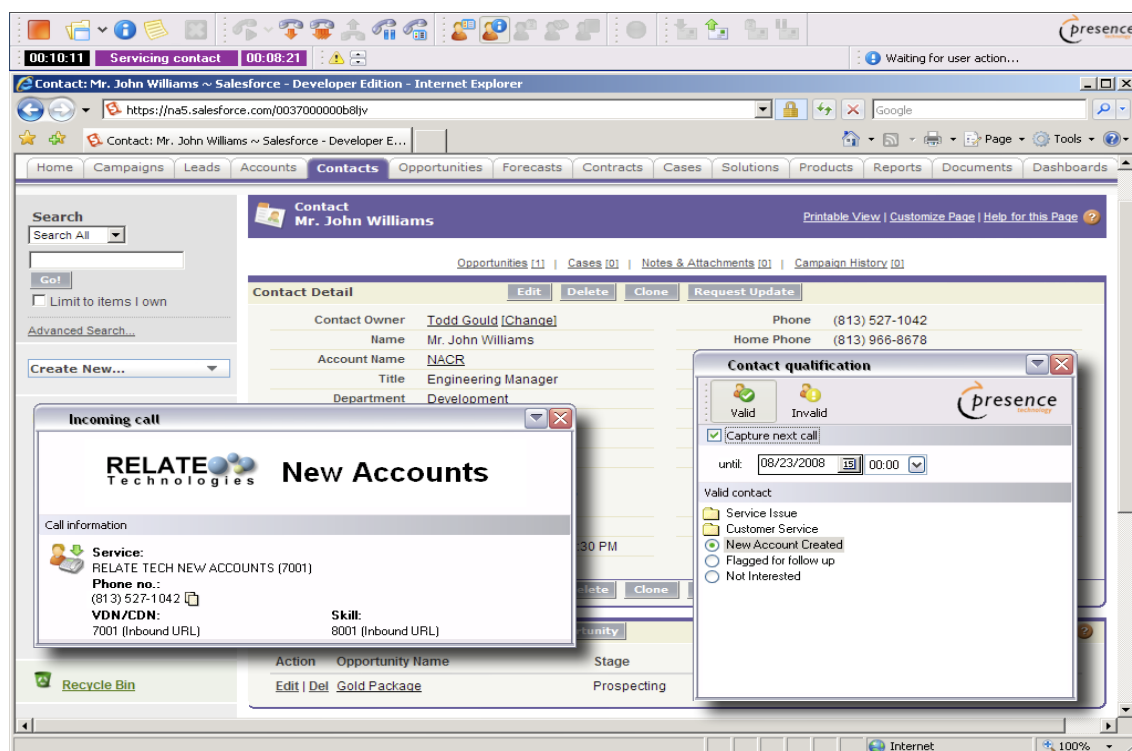 presence
technology
00:10:11 Servicing contact 00:08:21 Waiting for user action...
Contact: Mr. John Williams ~ Salesforce - Developer Edition - Internet Explorer
https://na5.salesforce.com/0037000000b8ljv Google
Contact: Mr. John Williams ~ Salesforce - Developer E... Page Tools
Home Campaigns Leads Accounts Contacts Opportunities Forecasts Contracts Cases Solutions Products Reports Documents Dashboards
Search
Search All
Go!
Limit to items I own
Advanced Search...
Create New...
Recycle Bin
Contact
Mr. John Williams
Printable View | Customize Page | Help for this Page
Opportunities [1] | Cases [0] | Notes & Attachments [0] | Campaign History [0]
Contact Detail Edit Delete Clone Request Update
Contact Owner Todd Gould [Change] Phone (813) 527-1042
Name Mr. John Williams Home Phone (813) 966-8678
Account Name NACR
Title Engineering Manager
Department Development
:30 PM
Clone
Incoming call
RELATE
Technologies
New Accounts
Call information
Service:
RELATE TECH NEW ACCOUNTS (7001)
Phone no.:
(813) 527-1042
VDN/CDN: Skill:
7001 (Inbound URL) 8001 (Inbound URL)
Contact qualification
Valid Invalid
presence
technology
Capture next call
until: 08/23/2008 15 00:00
Valid contact
Service Issue
Customer Service
New Account Created
Flagged for follow up
Not Interested
Action Opportunity Name Stage
Edit | Del Gold Package Prospecting
Internet 100%